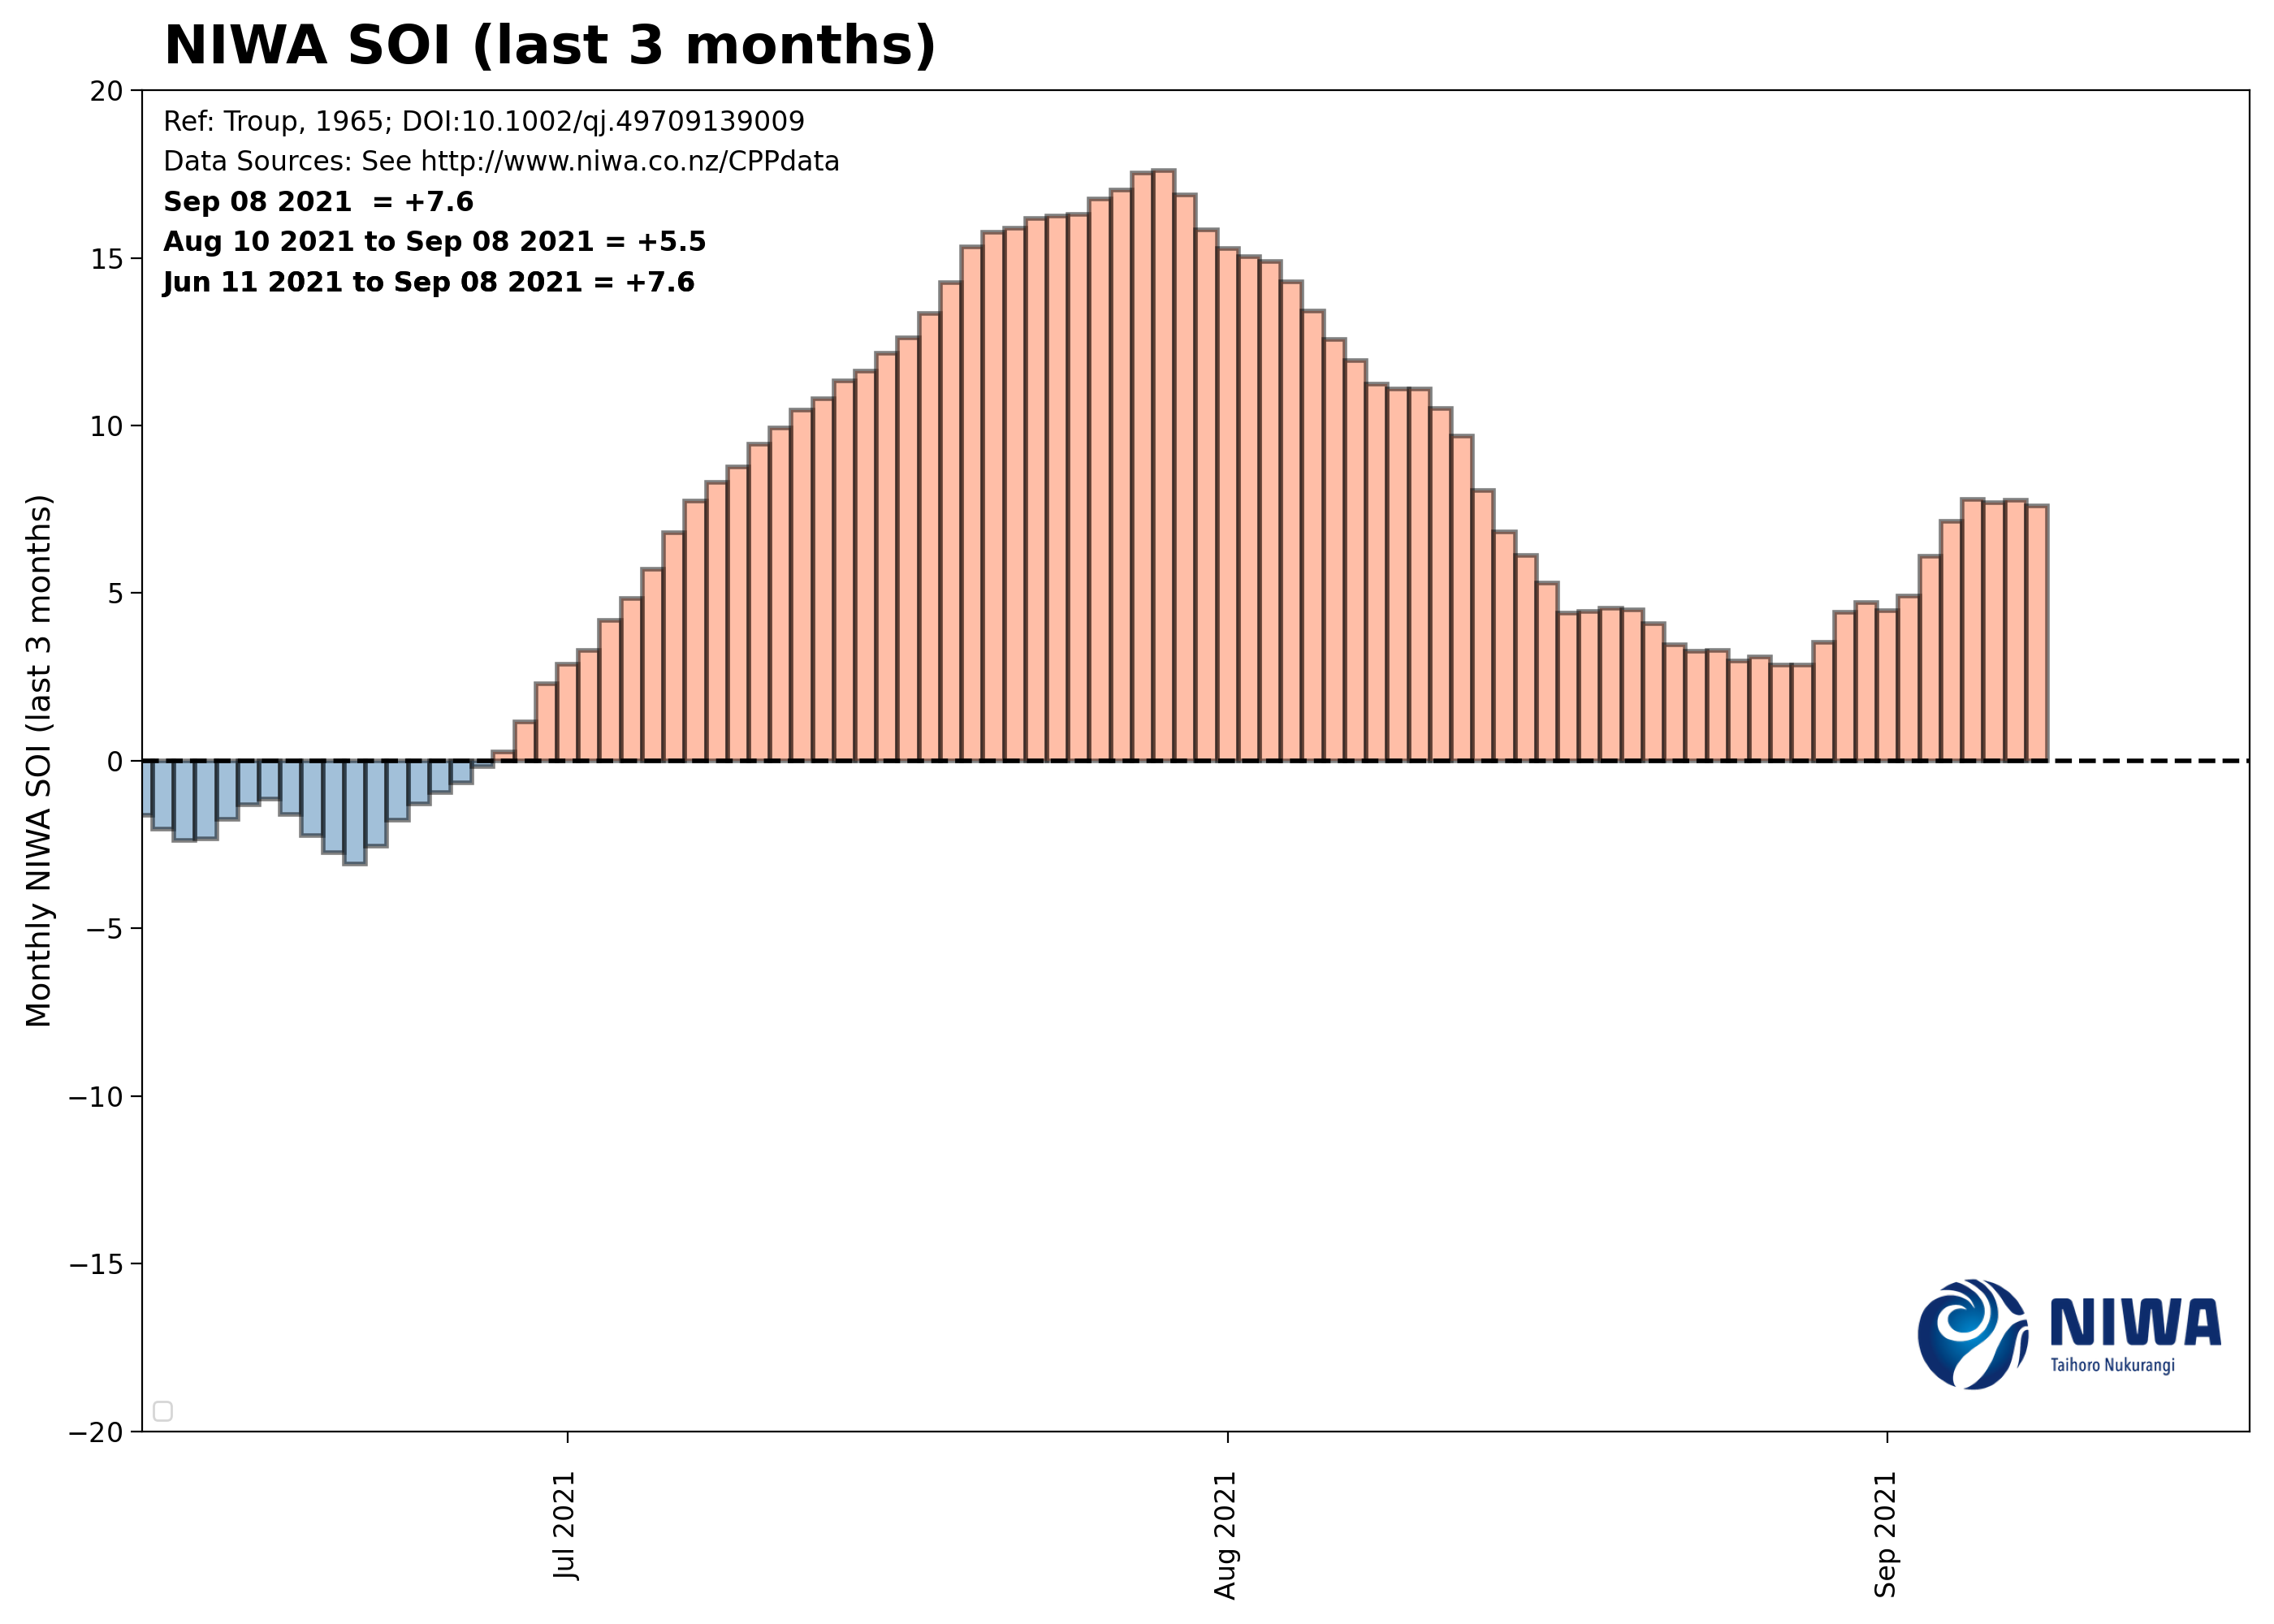 NIWA SOI (last 3 months)
Ref: Troup, 1965; DOI:10.1002/qj.49709139009
Data Sources: See http://www.niwa.co.nz/CPPdata
Sep 08 2021  = +7.6
Aug 10 2021 to Sep 08 2021 = +5.5
Jun 11 2021 to Sep 08 2021 = +7.6
Monthly NIWA SOI (last 3 months)
20
15
10
5
0
−5
−10
−15
−20
NIWA
Taihoro Nukurangi
Jul 2021
Aug 2021
Sep 2021